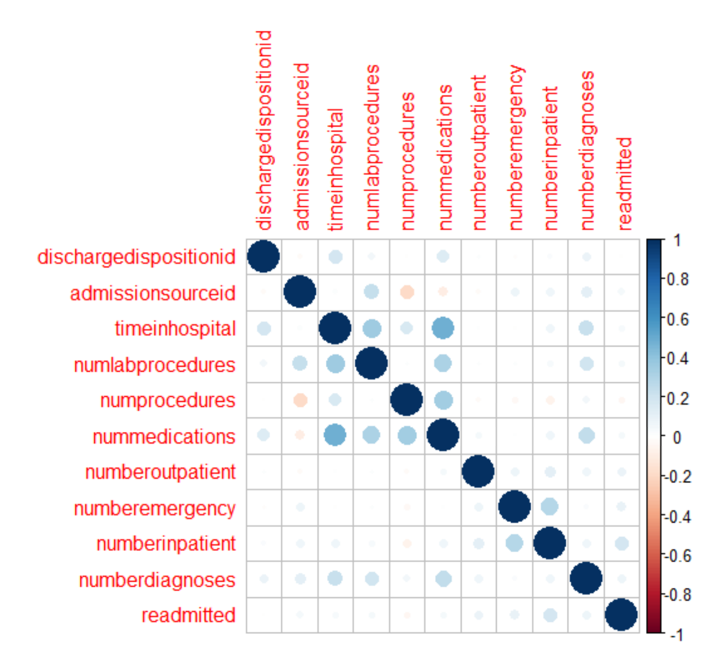 dischargedispositionid
admissionsourceid
timeinhospital
numlabprocedures
numprocedures
nummedications
numberoutpatient
numberemergency
numberinpatient
numberdiagnoses
readmitted
dischargedispositionid
admissionsourceid
timeinhospital
numlabprocedures
numprocedures
nummedications
numberoutpatient
numberemergency
numberinpatient
numberdiagnoses
readmitted
1
0.8
0.6
0.4
0.2
0
-0.2
-0.4
-0.6
-0.8
-1